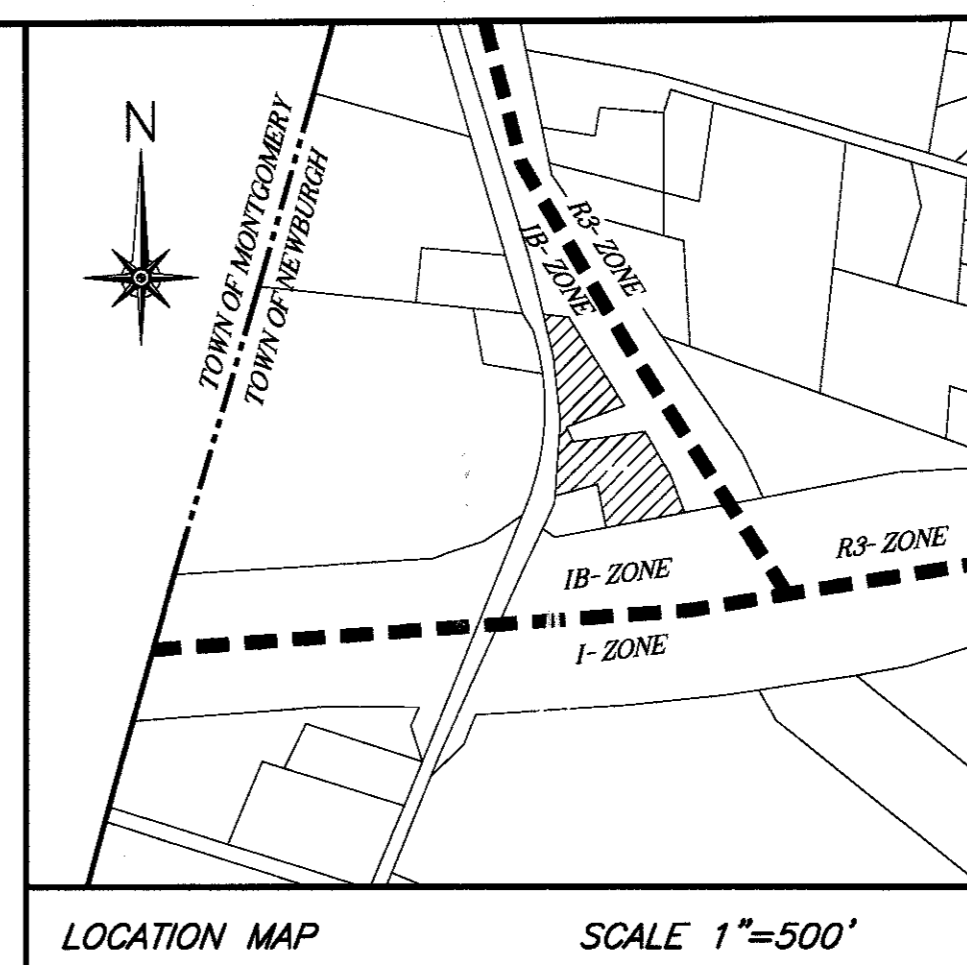 N
TOWN OF MONTGOMERY
TOWN OF NEWBURGH
R3- ZONE
IB- ZONE
R3- ZONE
IB- ZONE
I- ZONE
LOCATION MAP SCALE 1"=500'